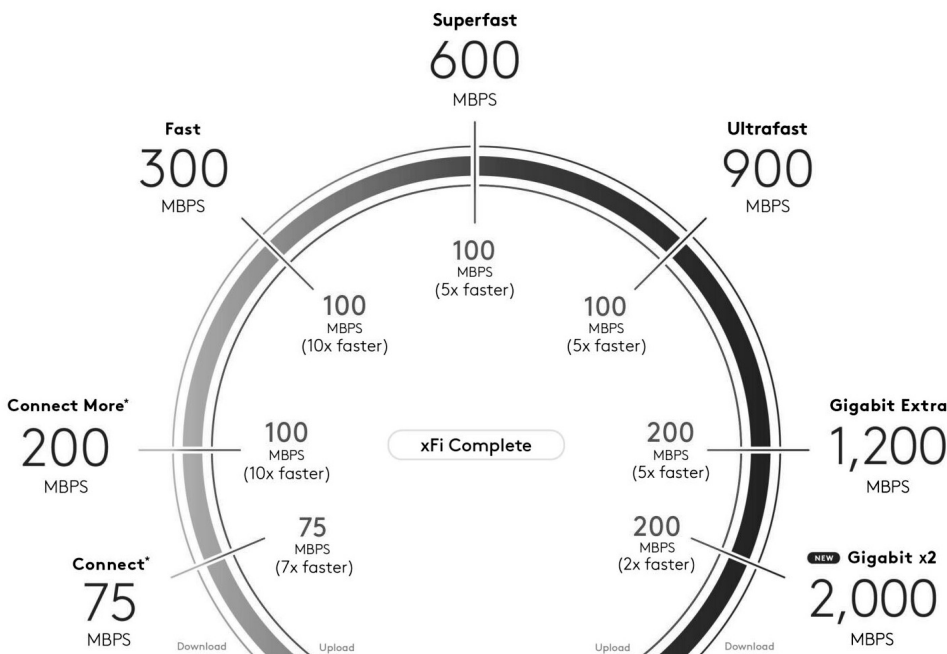 Superfast
600
MBPS
Fast
300
MBPS
Ultrafast
900
MBPS
100
MBPS
(5x faster)
100
MBPS
(10x faster)
100
MBPS
(5x faster)
Connect More*
200
MBPS
100
MBPS
(10x faster)
xFi Complete
200
MBPS
(5x faster)
Gigabit Extra
1,200
MBPS
Connect*
75
MBPS
75
MBPS
(7x faster)
200
MBPS
(2x faster)
NEW Gigabit x2
2,000
MBPS
Download
Upload
Upload
Download